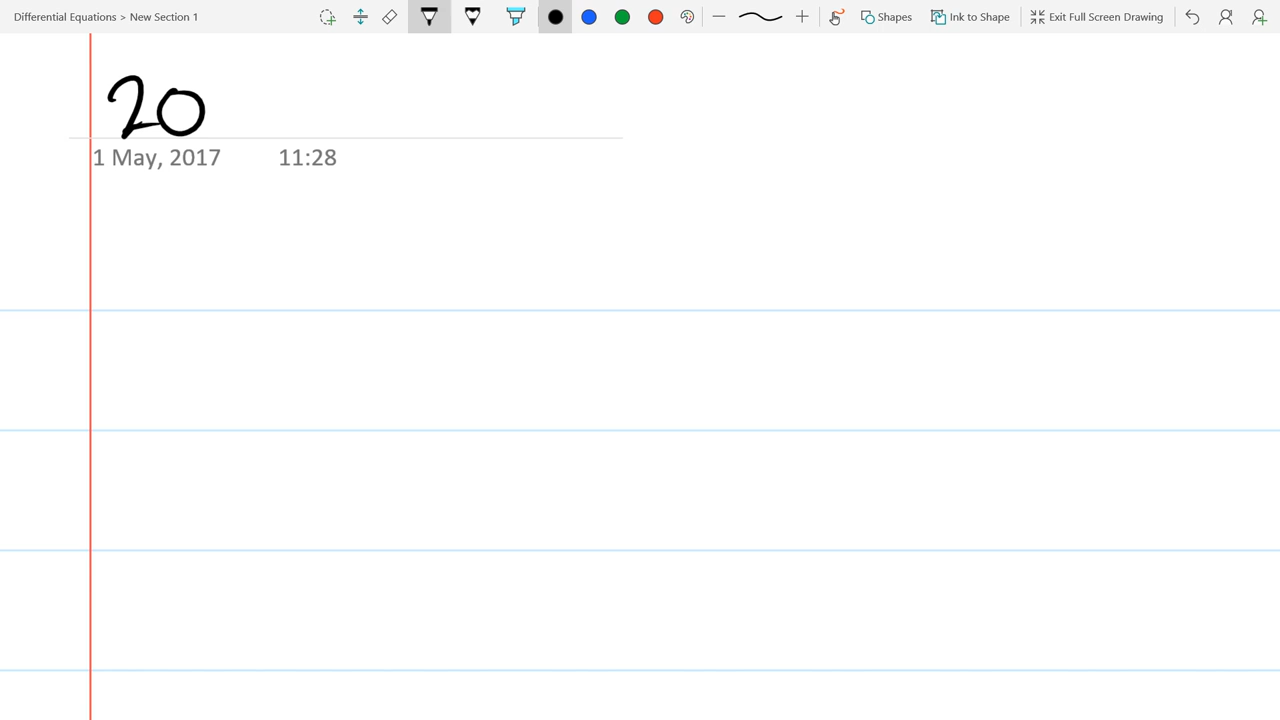 Differential Equations > New Section 1 Shapes Ink to Shape Exit Full Screen Drawing
20
1 May, 2017 11:28